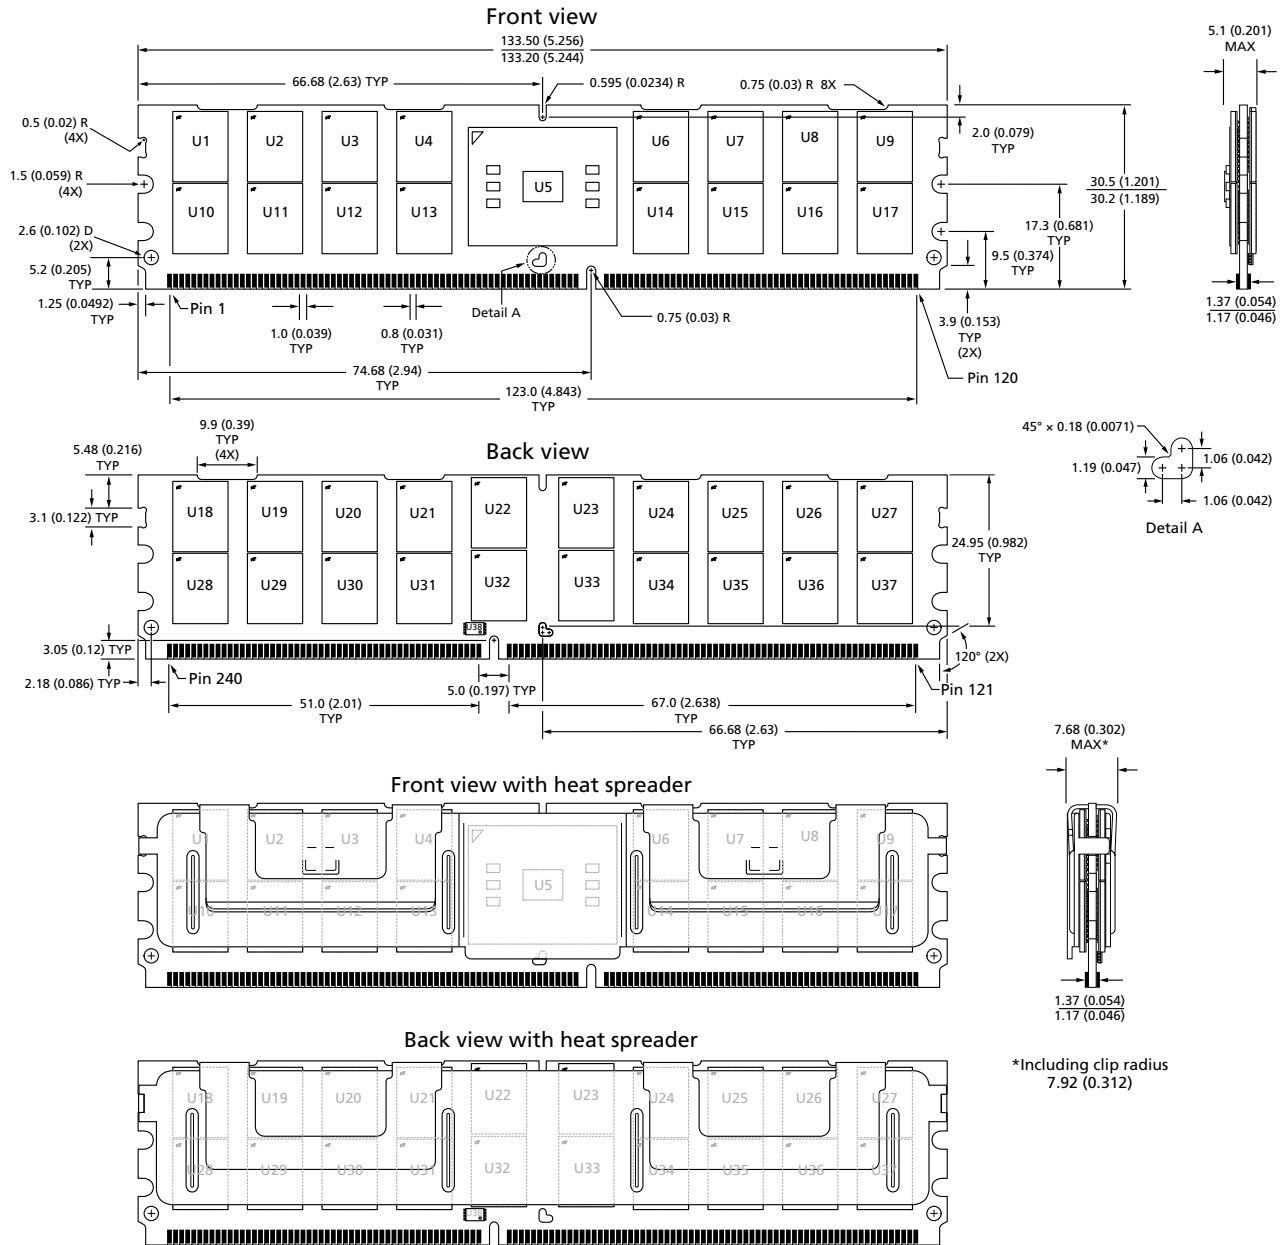 Front view
133.50 (5.256)
133.20 (5.244)
66.68 (2.63) TYP
0.595 (0.0234) R
0.75 (0.03) R 8X
5.1 (0.201)
MAX
0.5 (0.02) R
(4X)
1.5 (0.059) R
(4X)
2.6 (0.102) D
(2X)
5.2 (0.205)
TYP
1.25 (0.0492)
TYP
U1 U2 U3 U4 U5 U6 U7 U8 U9
U10 U11 U12 U13 U14 U15 U16 U17
2.0 (0.079)
TYP
30.5 (1.201)
30.2 (1.189)
17.3 (0.681)
TYP
9.5 (0.374)
TYP
Pin 1
1.0 (0.039)
TYP
0.8 (0.031)
TYP
Detail A
0.75 (0.03) R
3.9 (0.153)
TYP
(2X)
1.37 (0.054)
1.17 (0.046)
74.68 (2.94)
TYP
Pin 120
123.0 (4.843)
TYP
Back view
9.9 (0.39)
TYP
(4X)
5.48 (0.216)
TYP
3.1 (0.122) TYP
U18 U19 U20 U21 U22 U23 U24 U25 U26 U27
U28 U29 U30 U31 U32 U33 U34 U35 U36 U37
U38
24.95 (0.982)
TYP
45° × 0.18 (0.0071)
1.19 (0.047)
1.06 (0.042)
1.06 (0.042)
Detail A
3.05 (0.12) TYP
2.18 (0.086) TYP
Pin 240
5.0 (0.197) TYP
120° (2X)
Pin 121
51.0 (2.01)
TYP
67.0 (2.638)
TYP
66.68 (2.63)
TYP
7.68 (0.302)
MAX*
Front view with heat spreader
U1 U2 U3 U4 U5 U6 U7 U8 U9
U10 U11 U12 U13 U14 U15 U16 U17
1.37 (0.054)
1.17 (0.046)
Back view with heat spreader
*Including clip radius
7.92 (0.312)
U18 U19 U20 U21 U22 U23 U24 U25 U26 U27
U28 U29 U30 U31 U32 U33 U34 U35 U36 U37
U38